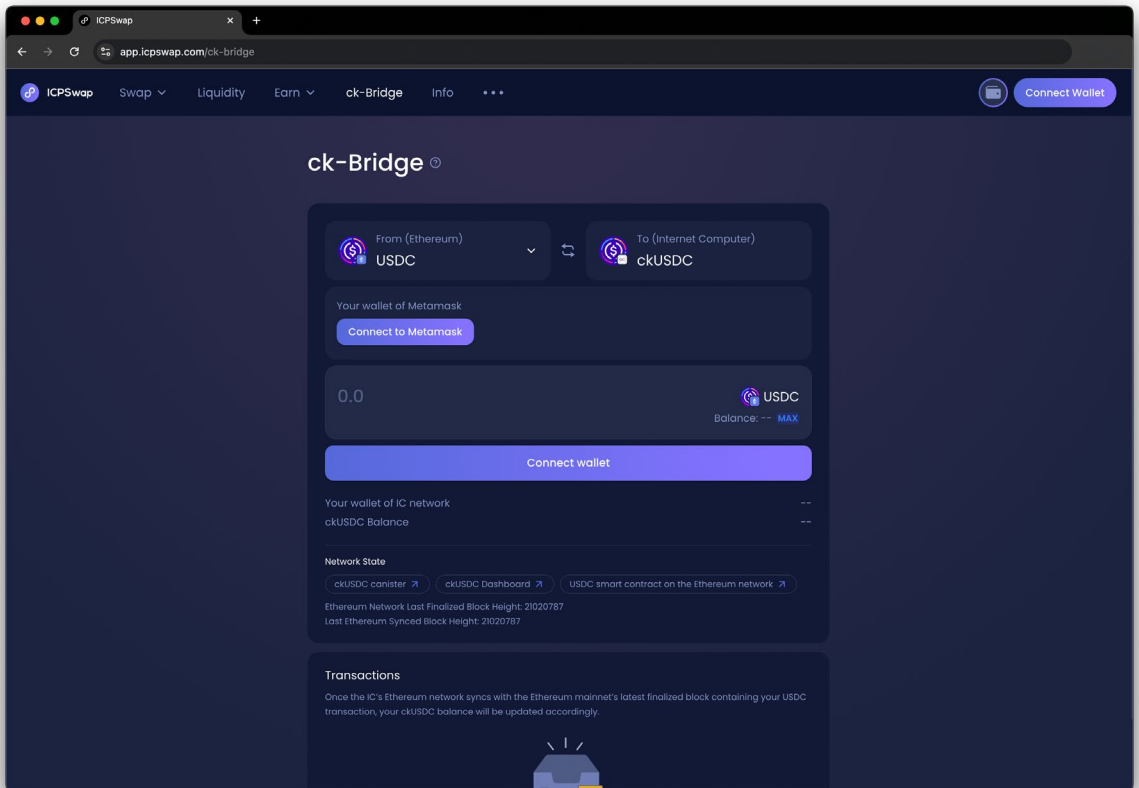 ICPSwap
app.icpswap.com/ck-bridge
ICPSwap Swap Liquidity Earn ck-Bridge Info Connect Wallet
ck-Bridge
From (Ethereum)
USDC
To (Internet Computer)
ckUSDC
Your wallet of Metamask
Connect to Metamask
0.0
USDC
Balance: -- MAX
Connect wallet
Your wallet of IC network --
ckUSDC Balance --
Network State
ckUSDC canister ckUSDC Dashboard USDC smart contract on the Ethereum network
Ethereum Network Last Finalized Block Height: 21020787
Last Ethereum Synced Block Height: 21020787
Transactions
Once the IC's Ethereum network syncs with the Ethereum mainnet's latest finalized block containing your USDC
transaction, your ckUSDC balance will be updated accordingly.